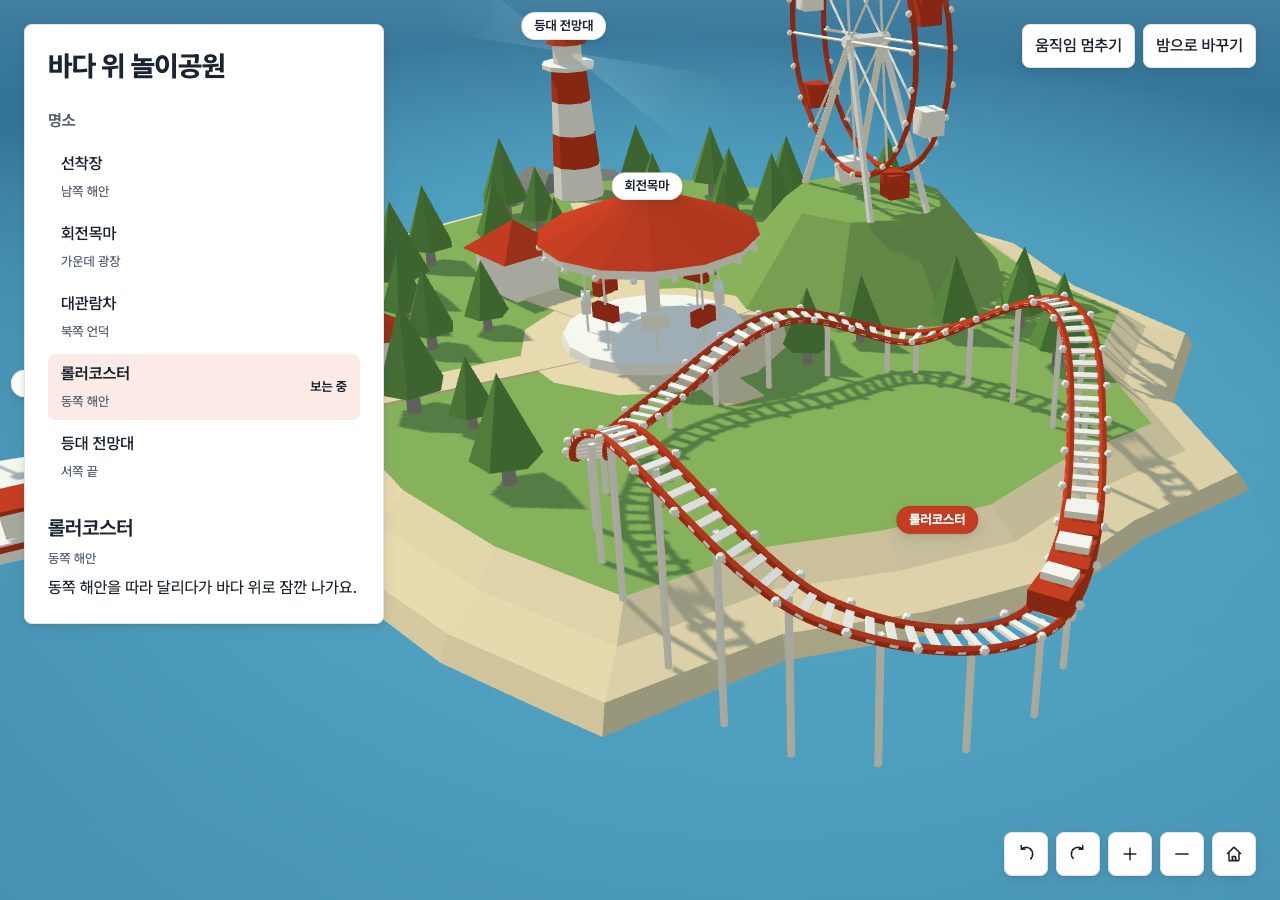 바다 위 놀이공원
명소
선착장
남쪽 해안
회전목마
가운데 광장
대관람차
북쪽 언덕
롤러코스터
동쪽 해안
보는 중
등대 전망대
서쪽 끝
롤러코스터
동쪽 해안
동쪽 해안을 따라 달리다가 바다 위로 잠깐 나가요.
등대 전망대
회전목마
롤러코스터
움직임 멈추기
밤으로 바꾸기